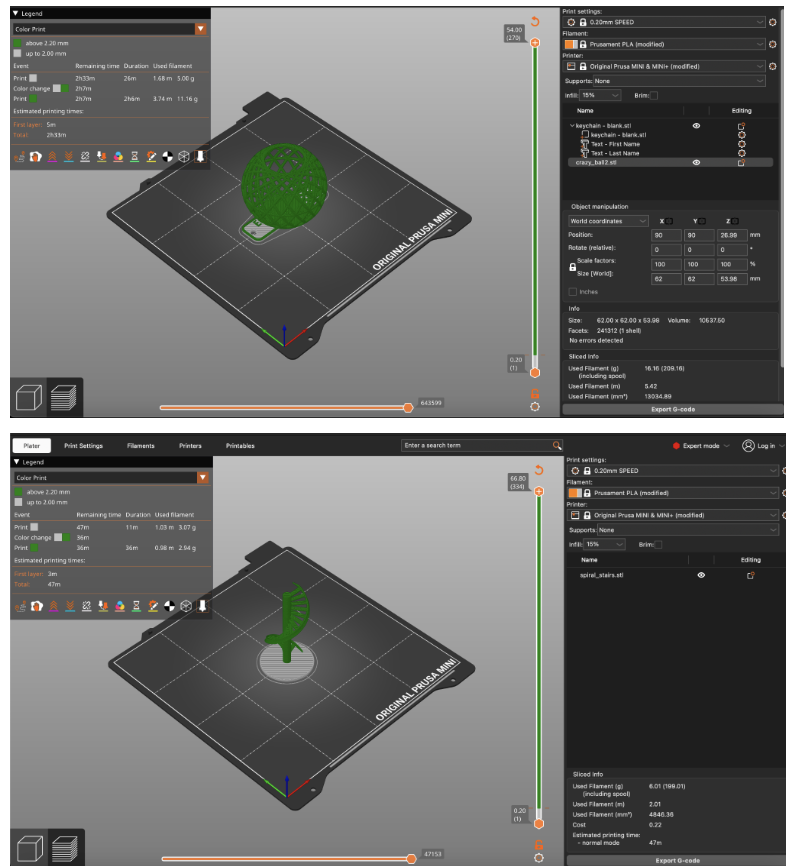 Legend
Color Print
above 2.20 mm
up to 2.00 mm
Event Remaining time Duration Used filament
Print 2h33m 26m 1.68 m 5.00 g
Color change 2h7m
Print 2h7m 2h6m 3.74 m 11.16 g
Estimated printing times:
First layer: 5m
Total: 2h33m
54.00
(270)
ORIGINAL PRUSA MINI
0.20
(1)
643599
Print settings:
0.20mm SPEED
Filament:
Prusament PLA (modified)
Printer:
Original Prusa MINI & MINI+ (modified)
Supports: None
Infill: 15% Brim:
Name Editing
keychain - blank.stl
keychain - blank.stl
Text - First Name
Text - Last Name
crazy_ball2.stl
Object manipulation
World coordinates X Y Z
Position: 90 90 26.99 mm
Rotate (relative): 0 0 0 °
Scale factors: 100 100 100 %
Size [World]: 62 62 53.98 mm
Inches
Info
Size: 62.00 x 62.00 x 53.98 Volume: 10537.50
Facets: 241312 (1 shell)
No errors detected
Sliced Info
Used Filament (g) 16.16 (209.16)
(including spool)
Used Filament (m) 5.42
Used Filament (mm³) 13034.89
Export G-code
Plater Print Settings Filaments Printers Printables Enter a search term Expert mode Log in
Legend
Color Print
above 2.20 mm
up to 2.00 mm
Event Remaining time Duration Used filament
Print 47m 11m 1.03 m 3.07 g
Color change 36m
Print 36m 36m 0.98 m 2.94 g
Estimated printing times:
First layer: 3m
Total: 47m
66.80
(334)
ORIGINAL PRUSA MINI
0.20
(1)
47153
Print settings:
0.20mm SPEED
Filament:
Prusament PLA (modified)
Printer:
Original Prusa MINI & MINI+ (modified)
Supports: None
Infill: 15% Brim:
Name Editing
spiral_stairs.stl
Sliced Info
Used Filament (g) 6.01 (199.01)
(including spool)
Used Filament (m) 2.01
Used Filament (mm³) 4846.36
Cost 0.22
Estimated printing time:
- normal mode 47m
Export G-code